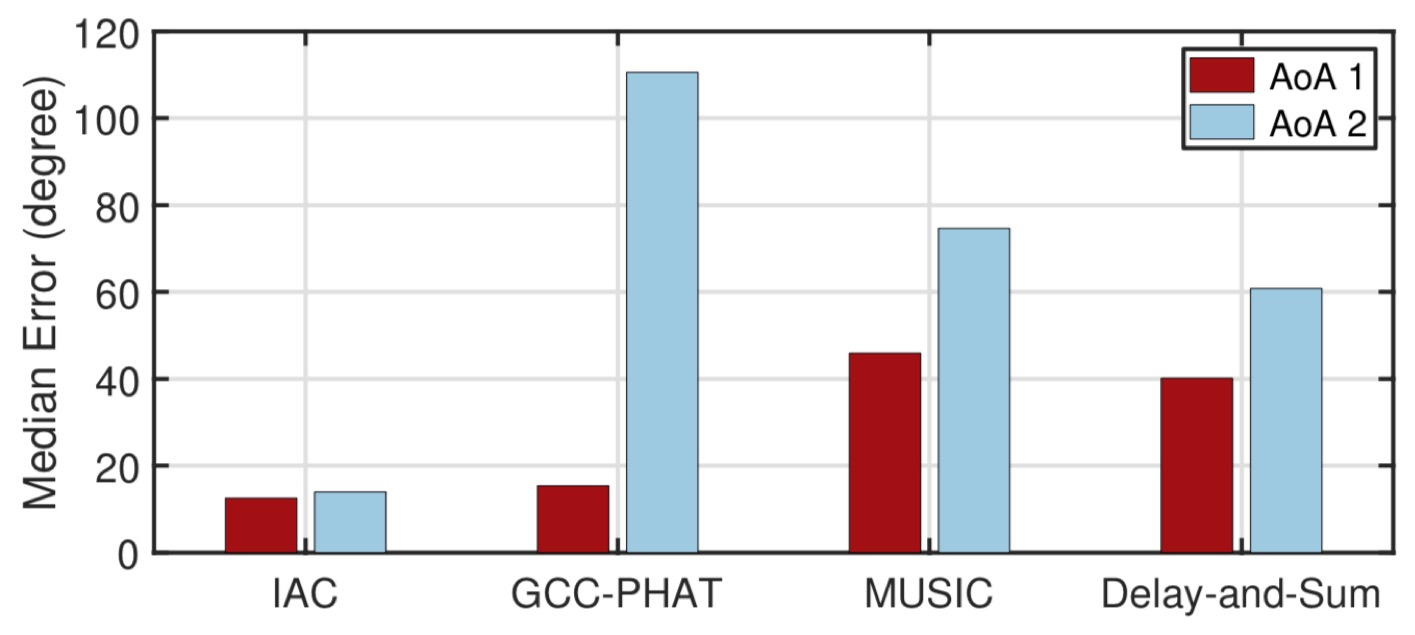 Median Error (degree)
120
100
80
60
40
20
0
AoA 1
AoA 2
IAC
GCC-PHAT
MUSIC
Delay-and-Sum